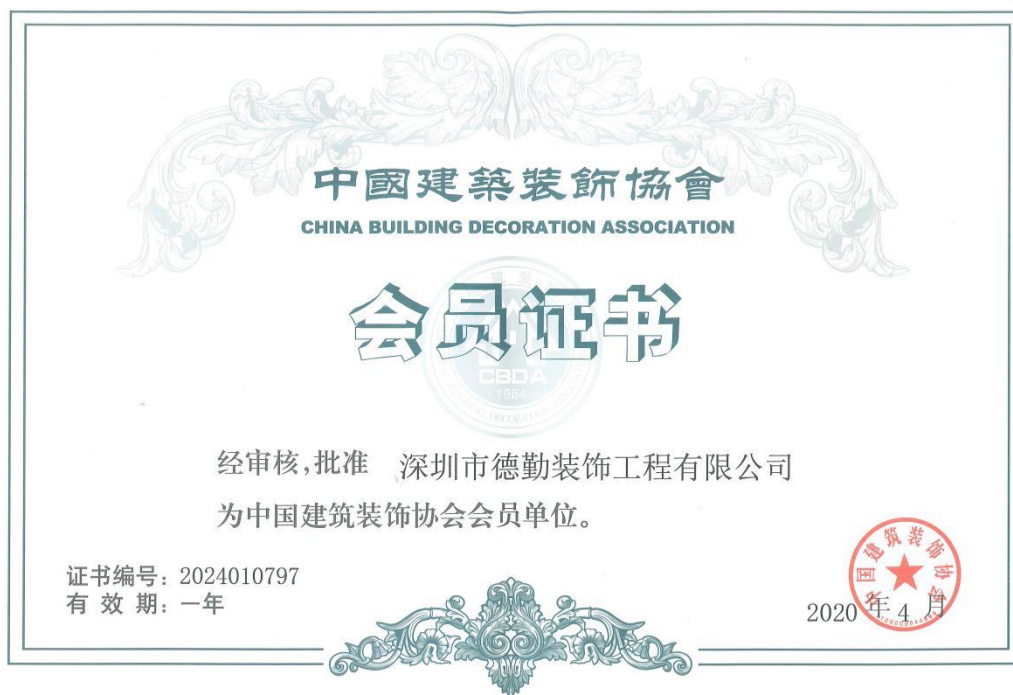 中國建築裝飾協會
CHINA BUILDING DECORATION ASSOCIATION
会员证书
CBDA
·1984·
经审核,批准 深圳市德勤装饰工程有限公司
为中国建筑装饰协会会员单位。
证书编号: 2024010797
有 效 期: 一年
中国建筑装饰协会
2020 年 4 月